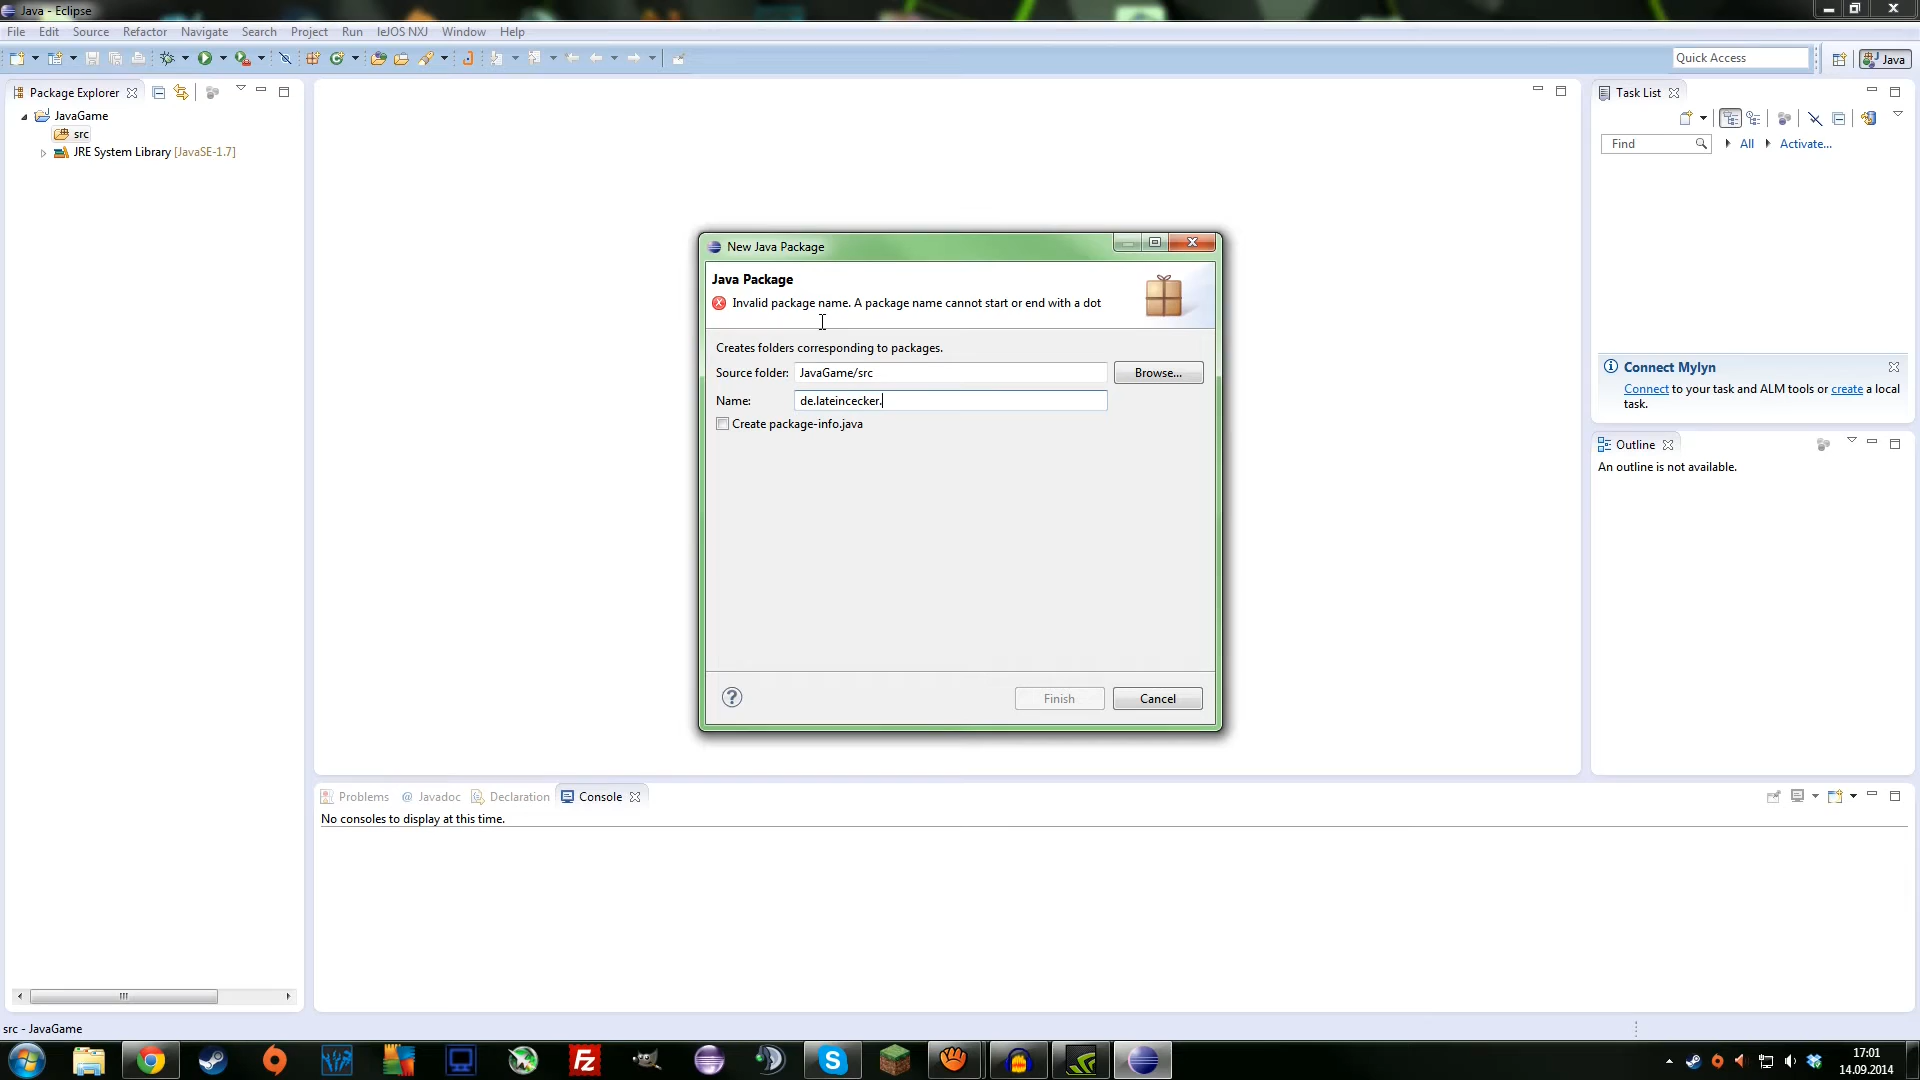 Java - Eclipse
File Edit Source Refactor Navigate Search Project Run leJOS NXJ Window Help
Quick Access
Java
Package Explorer
JavaGame
src
JRE System Library [JavaSE-1.7]
Task List
Find
All
Activate...
New Java Package
Java Package
Invalid package name. A package name cannot start or end with a dot
Creates folders corresponding to packages.
Source folder: JavaGame/src
Browse...
Name: de.lateincecker.
Create package-info.java
Finish
Cancel
Connect Mylyn
Connect to your task and ALM tools or create a local
task.
Outline
An outline is not available.
Problems @ Javadoc Declaration Console
No consoles to display at this time.
src - JavaGame
17:01
14.09.2014